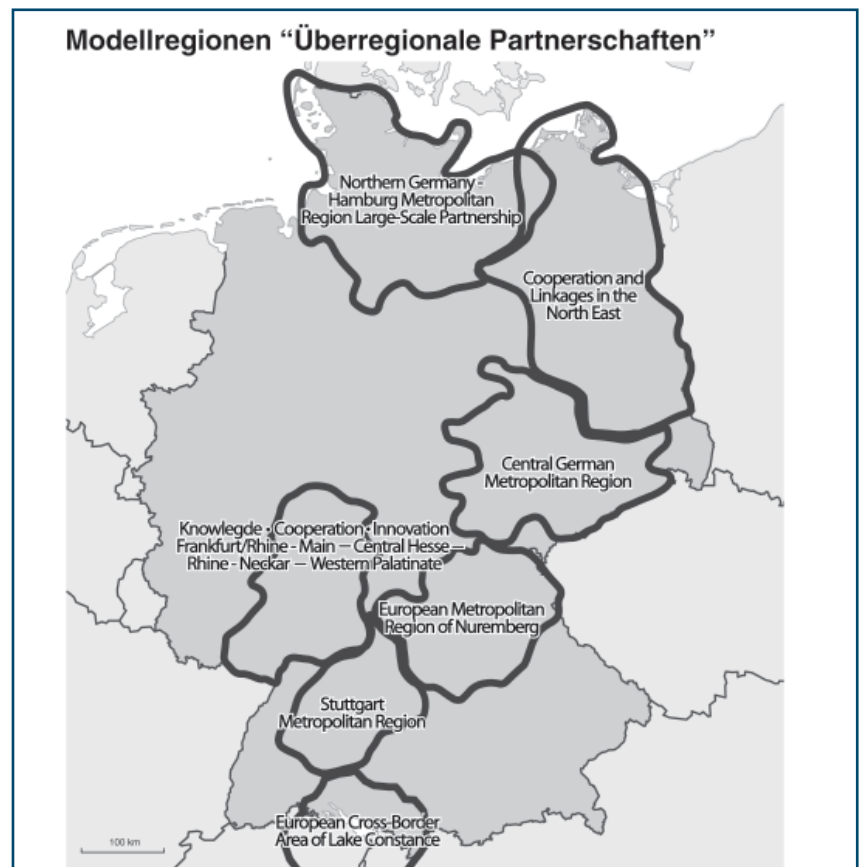 Modellregionen “Überregionale Partnerschaften”
Northern Germany -
Hamburg Metropolitan
Region Large-Scale Partnership
Cooperation and
Linkages in the
North East
Central German
Metropolitan Region
Knowlegde · Cooperation · Innovation
Frankfurt/Rhine - Main – Central Hesse –
Rhine - Neckar – Western Palatinate
European Metropolitan
Region of Nuremberg
Stuttgart
Metropolitan Region
European Cross-Border
Area of Lake Constance
100 km